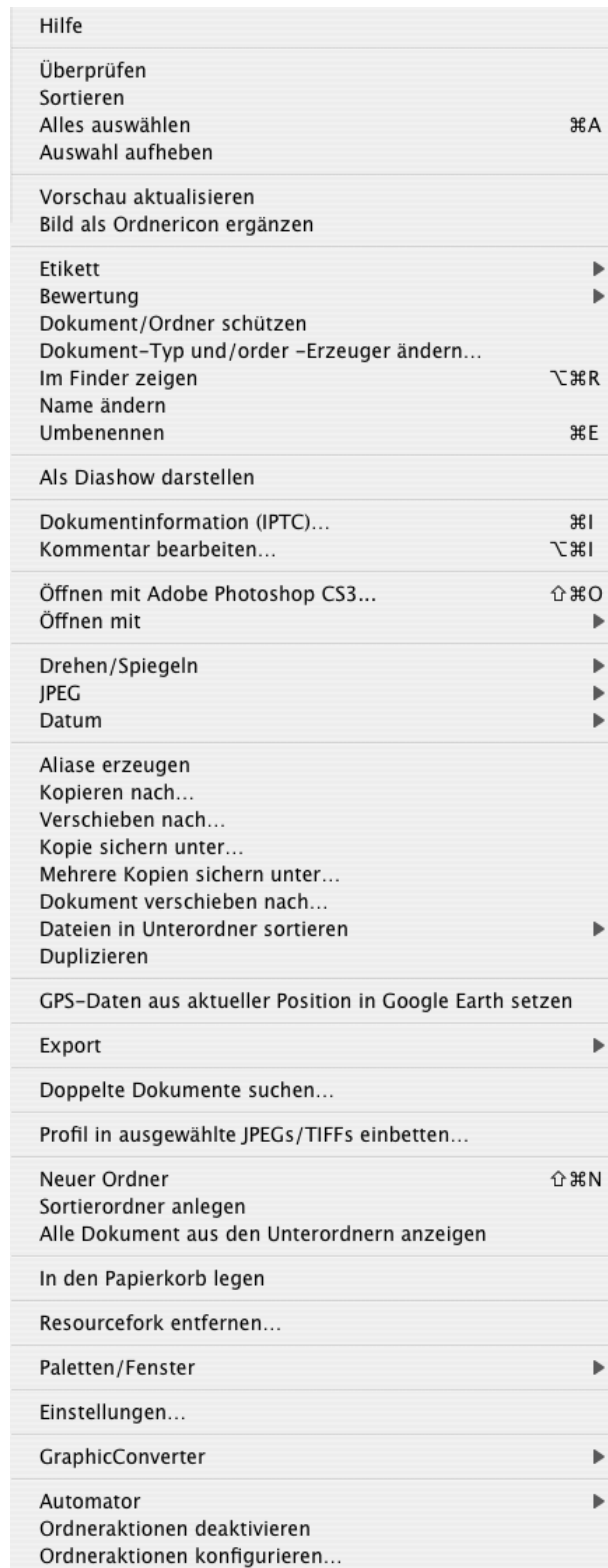 Hilfe
Überprüfen
Sortieren
Alles auswählen ⌘A
Auswahl aufheben
Vorschau aktualisieren
Bild als Ordnericon ergänzen
Etikett
Bewertung
Dokument/Ordner schützen
Dokument-Typ und/order -Erzeuger ändern...
Im Finder zeigen ⌥⌘R
Name ändern
Umbenennen ⌘E
Als Diashow darstellen
Dokumentinformation (IPTC)... ⌘I
Kommentar bearbeiten... ⌥⌘I
Öffnen mit Adobe Photoshop CS3... ⇧⌘O
Öffnen mit
Drehen/Spiegeln
JPEG
Datum
Aliase erzeugen
Kopieren nach...
Verschieben nach...
Kopie sichern unter...
Mehrere Kopien sichern unter...
Dokument verschieben nach...
Dateien in Unterordner sortieren
Duplizieren
GPS-Daten aus aktueller Position in Google Earth setzen
Export
Doppelte Dokumente suchen...
Profil in ausgewählte JPEGs/TIFFs einbetten...
Neuer Ordner ⇧⌘N
Sortierordner anlegen
Alle Dokument aus den Unterordnern anzeigen
In den Papierkorb legen
Resourcefork entfernen...
Paletten/Fenster
Einstellungen...
GraphicConverter
Automator
Ordneraktionen deaktivieren
Ordneraktionen konfigurieren...